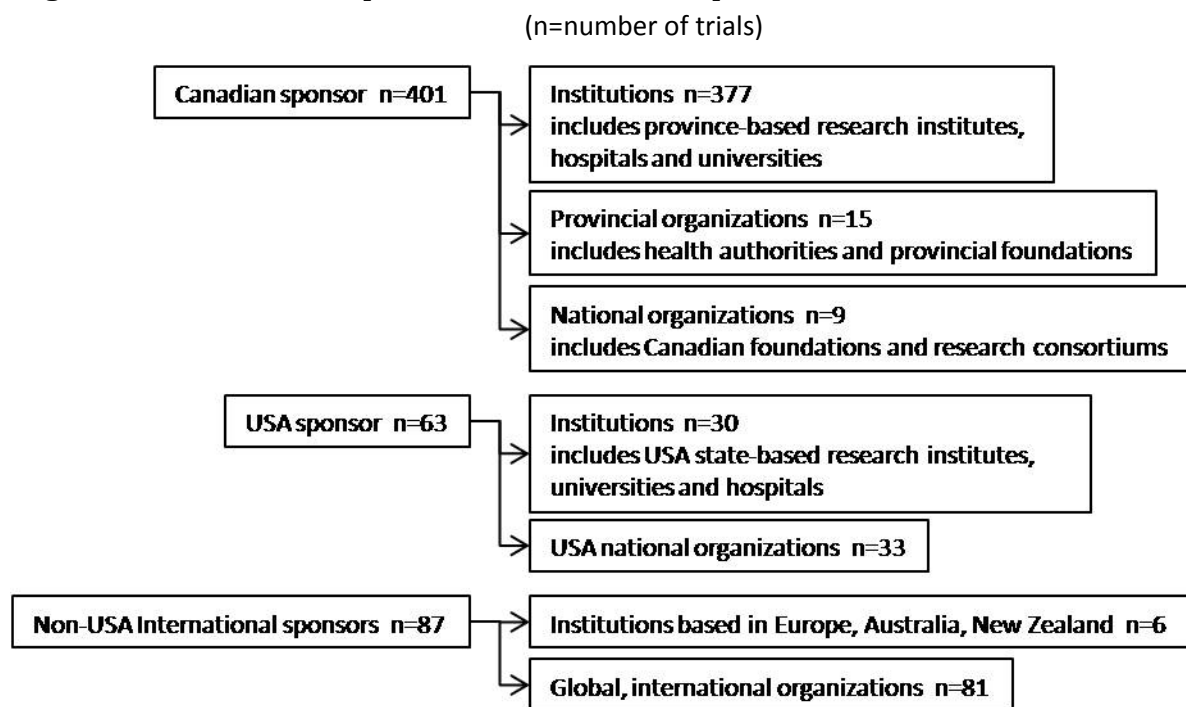 (n=number of trials)
Canadian sponsor n=401
Institutions n=377
includes province-based research institutes,
hospitals and universities
Provincial organizations n=15
includes health authorities and provincial foundations
National organizations n=9
includes Canadian foundations and research consortiums
USA sponsor n=63
Institutions n=30
includes USA state-based research institutes,
universities and hospitals
USA national organizations n=33
Non-USA International sponsors n=87
Institutions based in Europe, Australia, New Zealand n=6
Global, international organizations n=81